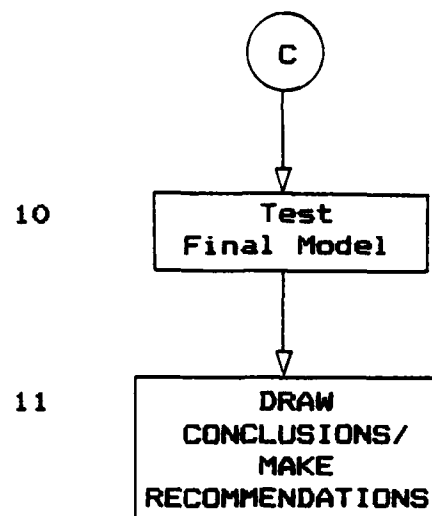 C
10
Test
Final Model
11
DRAW
CONCLUSIONS/
MAKE
RECOMMENDATIONS